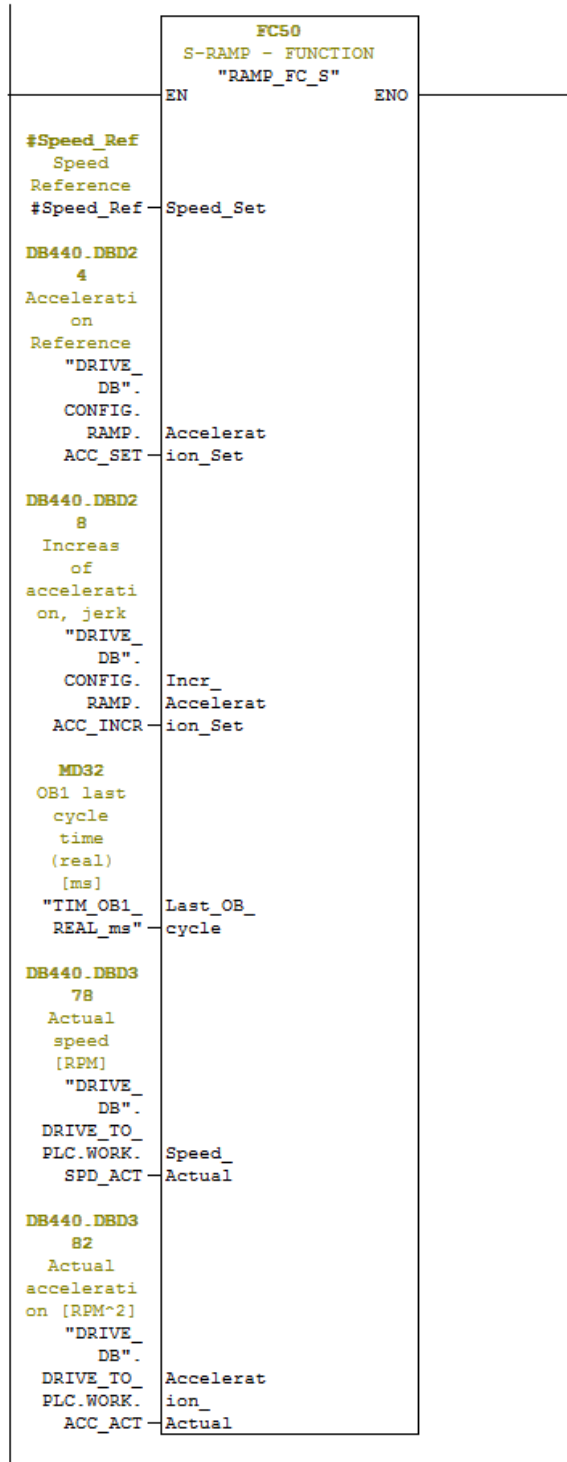 FC50
S-RAMP - FUNCTION
"RAMP_FC_S"
EN ENO
#Speed_Ref
Speed
Reference
#Speed_Ref Speed_Set
DB440.DBD2
4
Accelerati
on
Reference
"DRIVE_
DB".
CONFIG.
RAMP. Accelerat
ACC_SET ion_Set
DB440.DBD2
8
Increas
of
accelerati
on, jerk
"DRIVE_
DB".
CONFIG. Incr_
RAMP. Accelerat
ACC_INCR ion_Set
MD32
OB1 last
cycle
time
(real)
[ms]
"TIM_OB1_ Last_OB_
REAL_ms" cycle
DB440.DBD3
78
Actual
speed
[RPM]
"DRIVE_
DB".
DRIVE_TO_
PLC.WORK. Speed_
SPD_ACT Actual
DB440.DBD3
82
Actual
accelerati
on [RPM^2]
"DRIVE_
DB".
DRIVE_TO_ Accelerat
PLC.WORK. ion_
ACC_ACT Actual